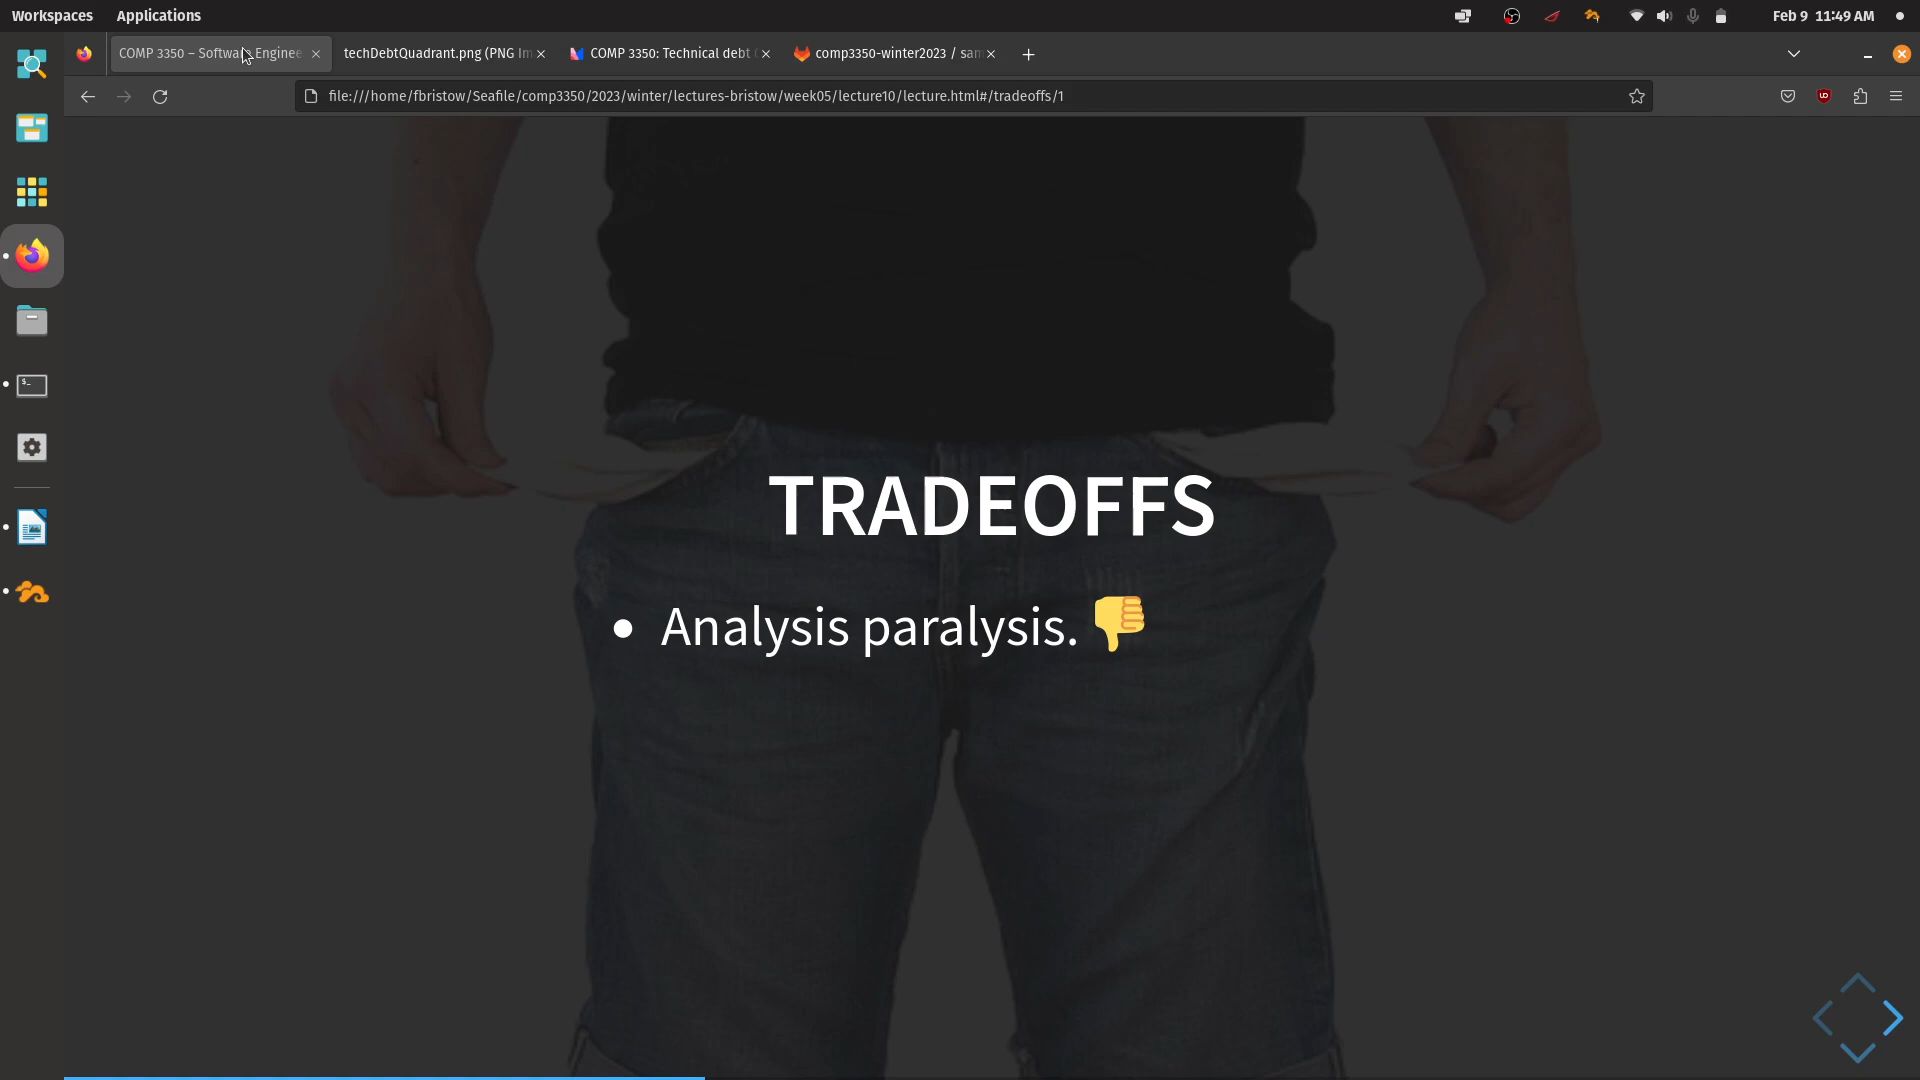 Workspaces Applications Feb 9 11:49 AM
COMP 3350 – Software Enginee techDebtQuadrant.png (PNG Im COMP 3350: Technical debt comp3350-winter2023 / sam
file:///home/fbristow/Seafile/comp3350/2023/winter/lectures-bristow/week05/lecture10/lecture.html#/tradeoffs/1
TRADEOFFS
• Analysis paralysis. 👎